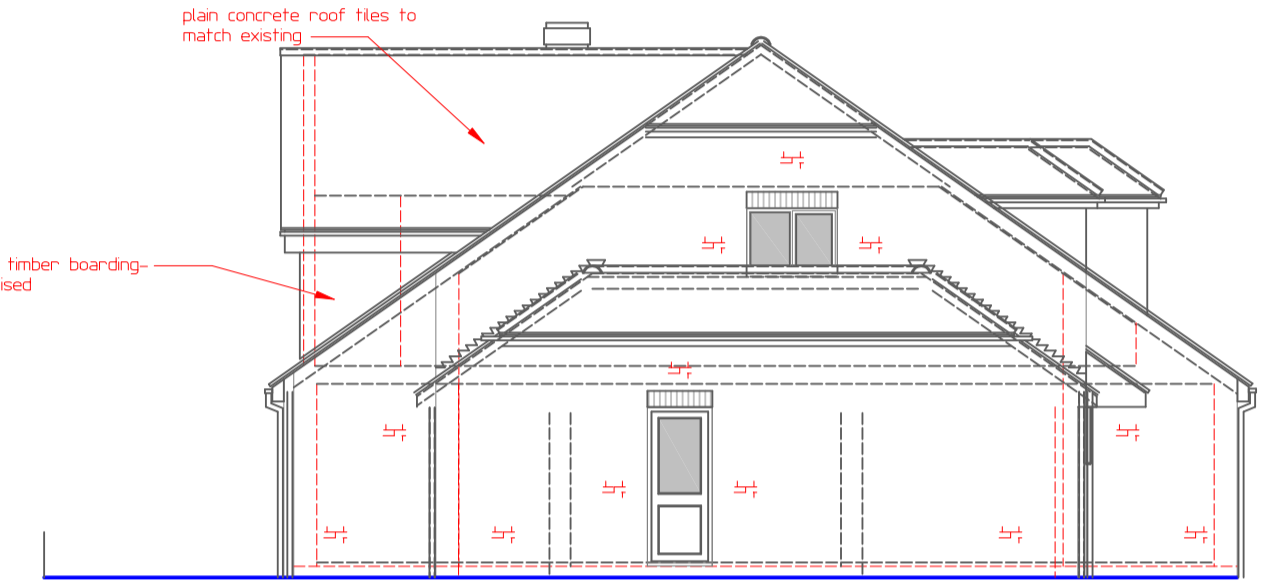 plain concrete roof tiles to
match existing
timber boarding-
ised